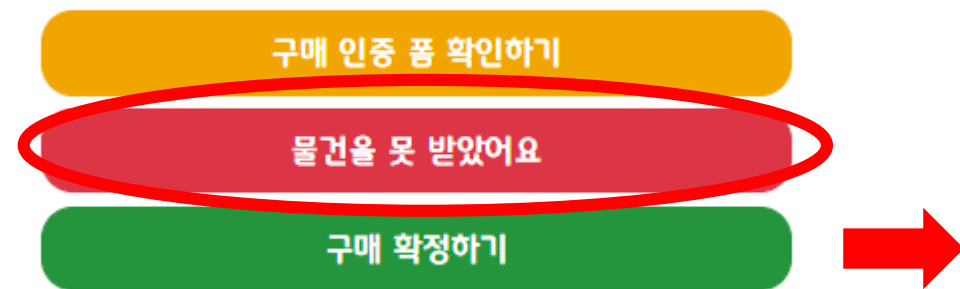 구매 인증 폼 확인하기
물건을 못 받았어요
구매 확정하기